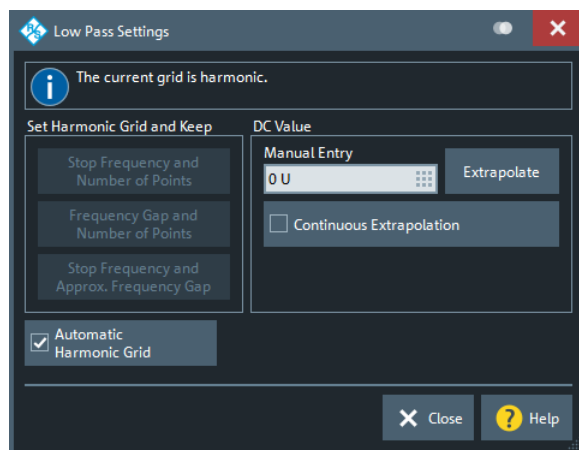 Low Pass Settings
The current grid is harmonic.
Set Harmonic Grid and Keep
Stop Frequency and
Number of Points
Frequency Gap and
Number of Points
Stop Frequency and
Approx. Frequency Gap
DC Value
Manual Entry
0 U
Extrapolate
Continuous Extrapolation
Automatic
Harmonic Grid
Close
Help